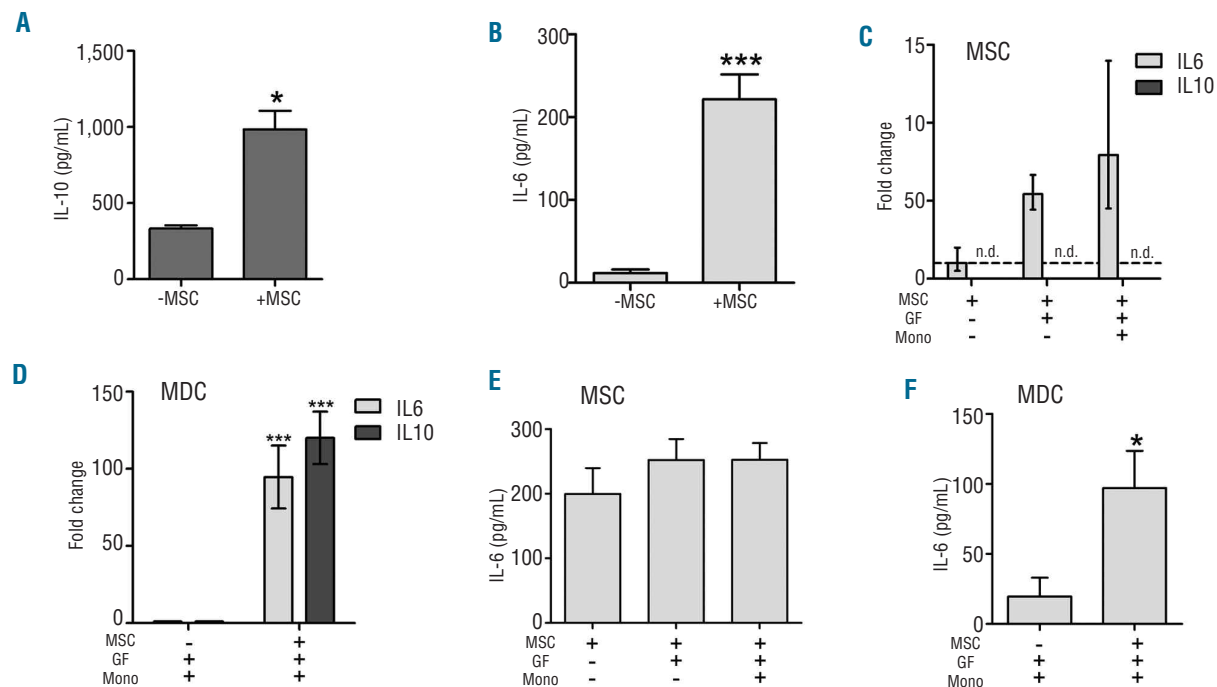 A
1,500
1,000
500
0
IL-10 (pg/mL)
*
-MSC
+MSC
B
300
200
100
0
IL-6 (pg/mL)
***
-MSC
+MSC
C
MSC
IL6
IL10
15
10
50
0
Fold change
n.d.
n.d.
n.d.
MSC + + +
GF - + +
Mono - - +
D
MDC
IL6
IL10
150
100
50
0
Fold change
***
***
MSC - +
GF + +
Mono + +
E
MSC
300
200
100
0
IL-6 (pg/mL)
MSC + + +
GF - + +
Mono - - +
F
MDC
150
100
50
0
IL-6 (pg/mL)
*
MSC - +
GF + +
Mono + +